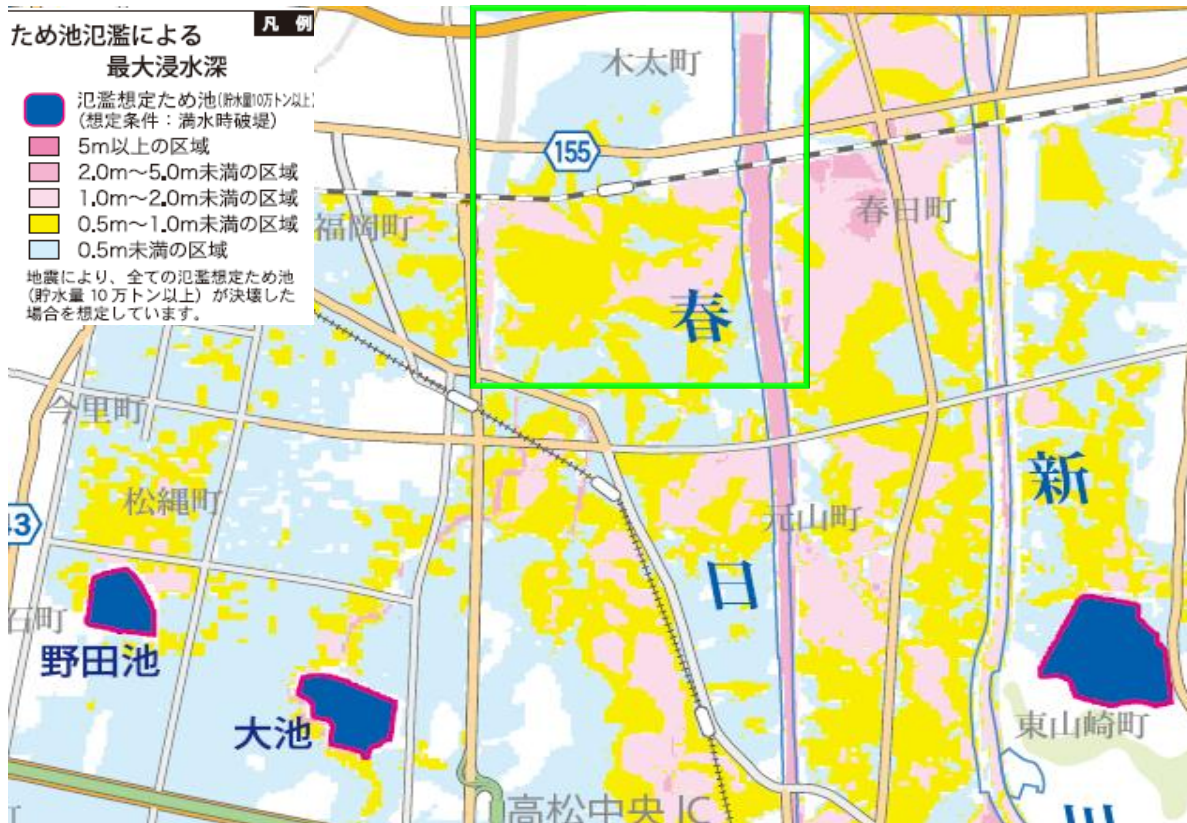 凡 例
ため池氾濫による
最大浸水深
氾濫想定ため池(貯水量10万トン以上)
(想定条件:満水時破堤)
5m以上の区域
2.0m～5.0m未満の区域
1.0m～2.0m未満の区域
0.5m～1.0m未満の区域
0.5m未満の区域
地震により、全ての氾濫想定ため池
(貯水量 10 万トン以上) が決壊した
場合を想定しています。
木太町
155
福岡町
春日町
春
今里町
松縄町
新
43
元山町
日
石町
野田池
大池
東山崎町
高松中央 IC
町